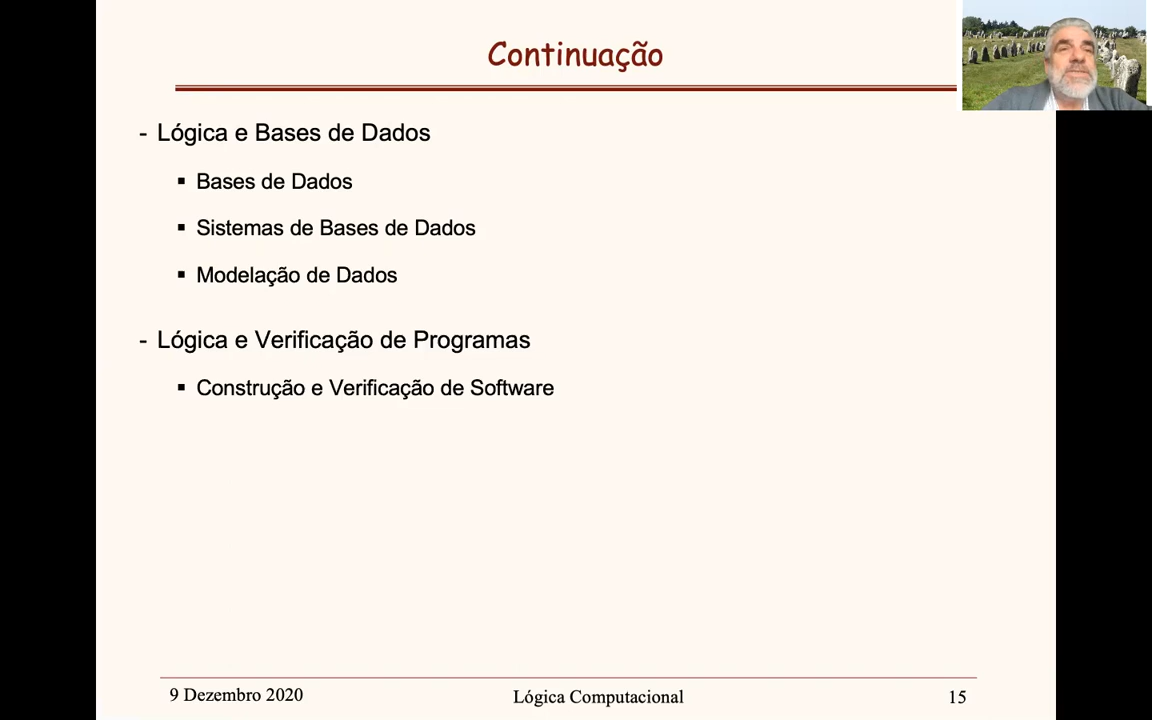 Continuação
- Lógica e Bases de Dados
▪ Bases de Dados
▪ Sistemas de Bases de Dados
▪ Modelação de Dados
- Lógica e Verificação de Programas
▪ Construção e Verificação de Software
9 Dezembro 2020
Lógica Computacional
15